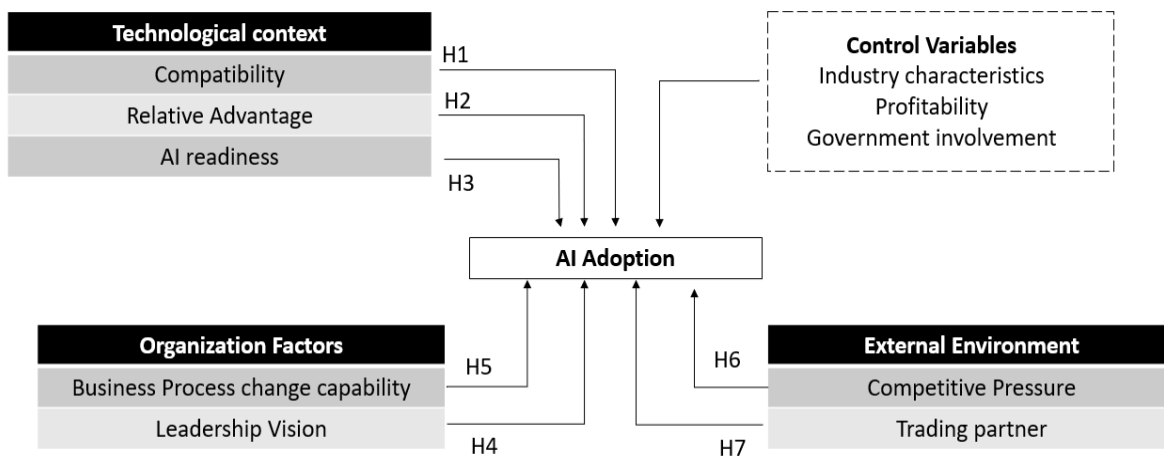 Technological context
Compatibility
Relative Advantage
AI readiness
H1
H2
H3
Control Variables
Industry characteristics
Profitability
Government involvement
AI Adoption
Organization Factors
Business Process change capability
Leadership Vision
H5
H4
H6
H7
External Environment
Competitive Pressure
Trading partner